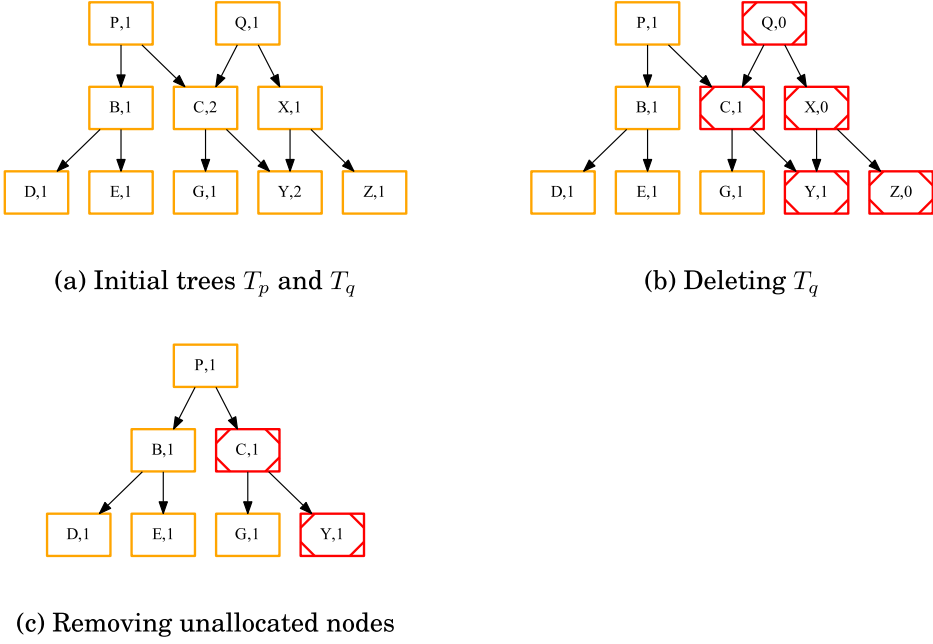 P,1 Q,1
B,1 C,2 X,1
D,1 E,1 G,1 Y,2 Z,1
(a) Initial trees T_p and T_q
P,1 Q,0
B,1 C,1 X,0
D,1 E,1 G,1 Y,1 Z,0
(b) Deleting T_q
P,1
B,1 C,1
D,1 E,1 G,1 Y,1
(c) Removing unallocated nodes